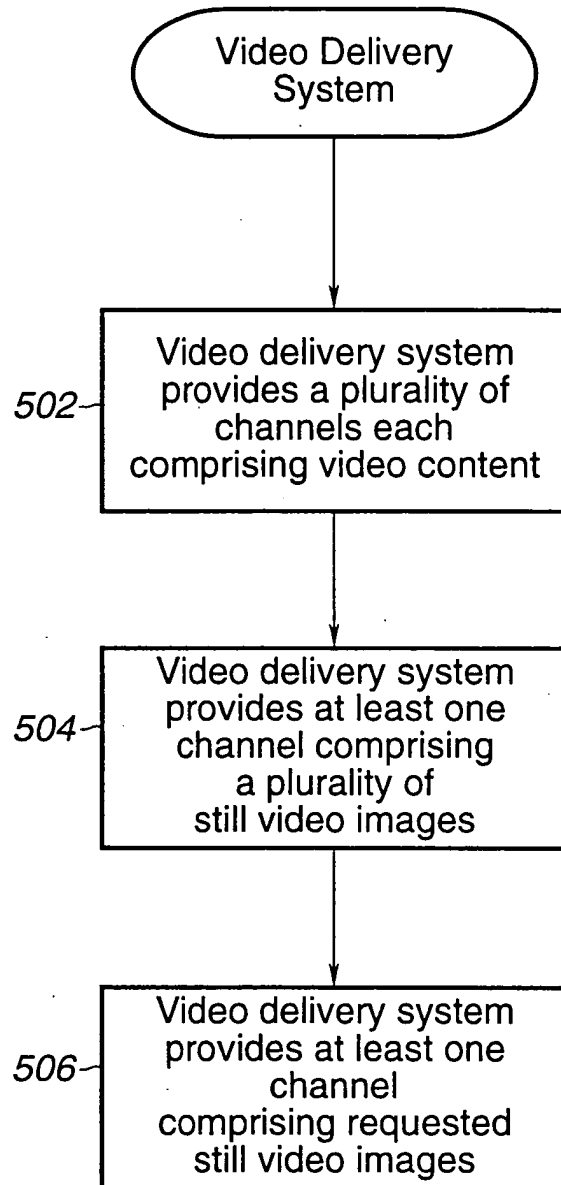 Video Delivery
System
Video delivery system
provides a plurality of
channels each
comprising video content
502
Video delivery system
provides at least one
channel comprising
a plurality of
still video images
504
Video delivery system
provides at least one
channel
comprising requested
still video images
506